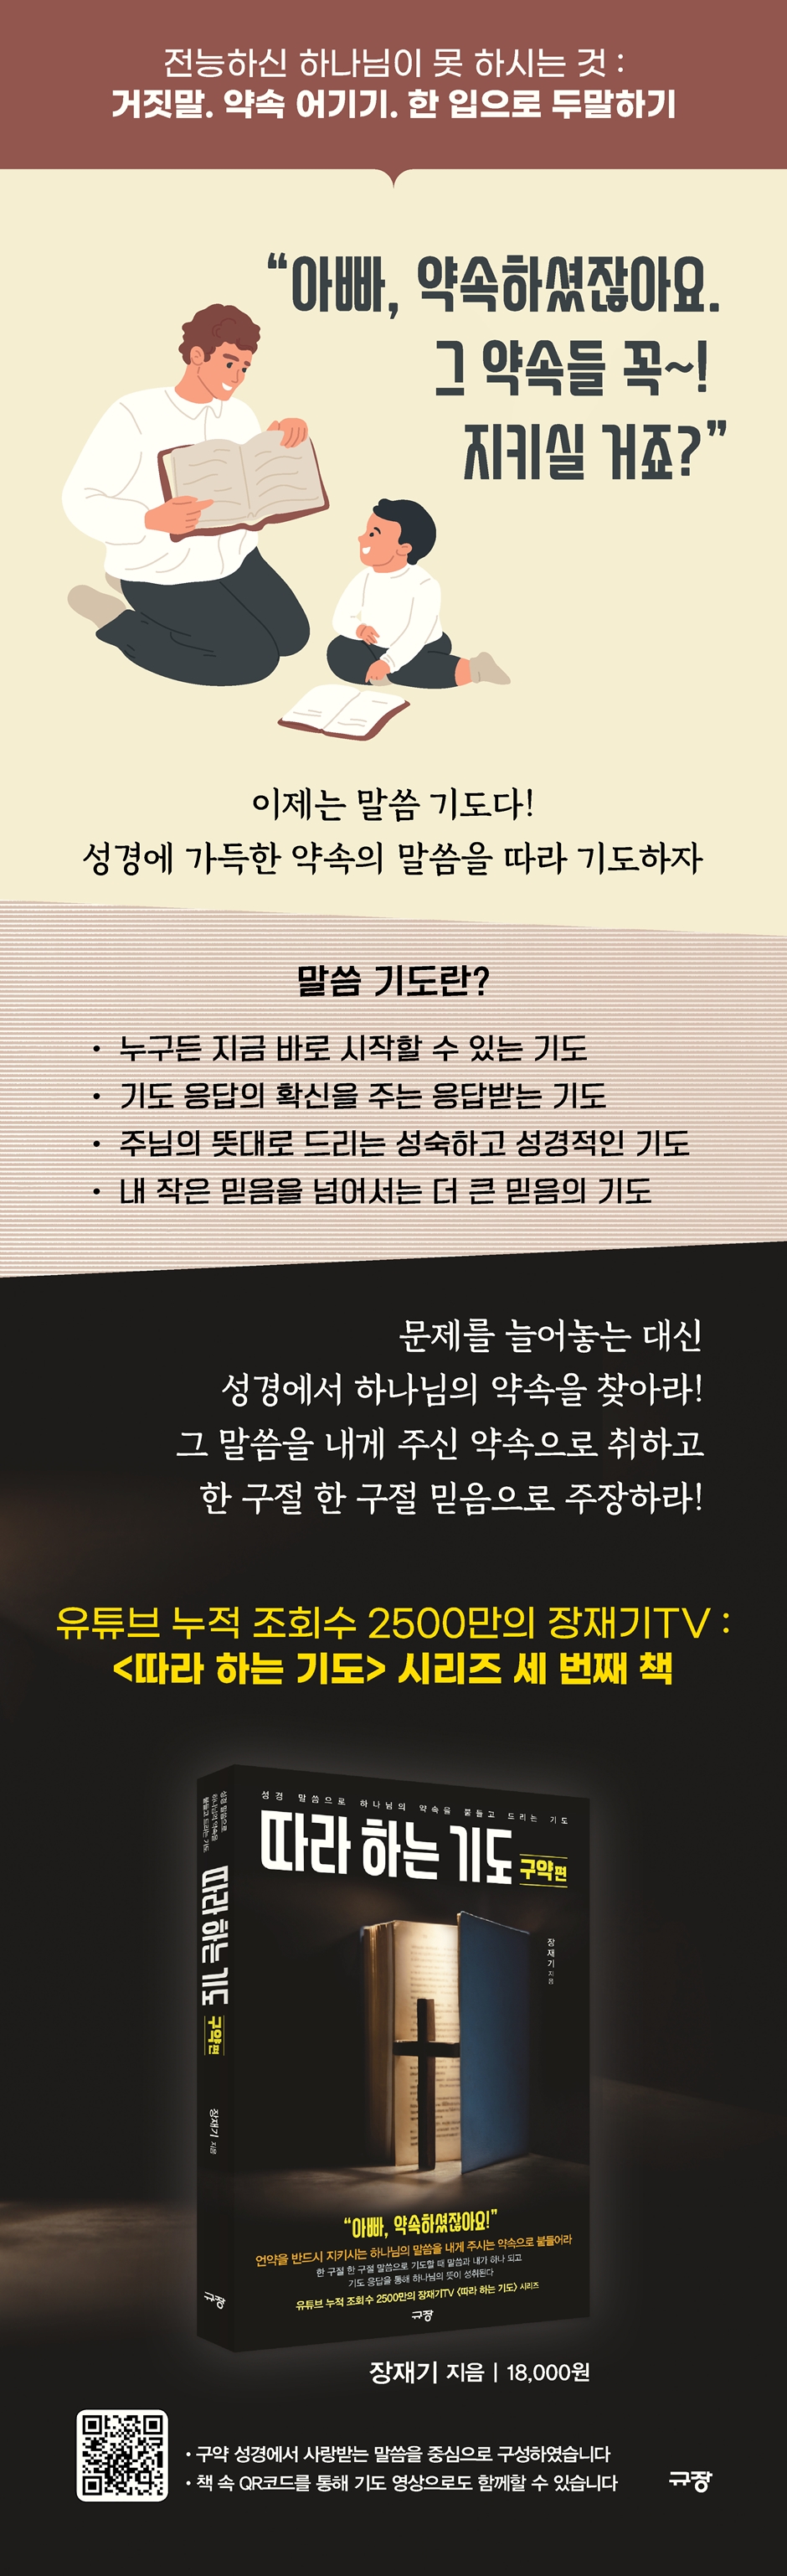 전능하신 하나님이 못 하시는 것 :
거짓말. 약속 어기기. 한 입으로 두말하기
“아빠, 약속하셨잖아요.
그 약속들 꼭~!
지키실 거죠?”
이제는 말씀 기도다!
성경에 가득한 약속의 말씀을 따라 기도하자
말씀 기도란?
• 누구든 지금 바로 시작할 수 있는 기도
• 기도 응답의 확신을 주는 응답받는 기도
• 주님의 뜻대로 드리는 성숙하고 성경적인 기도
• 내 작은 믿음을 넘어서는 더 큰 믿음의 기도
문제를 늘어놓는 대신
성경에서 하나님의 약속을 찾아라!
그 말씀을 내게 주신 약속으로 취하고
한 구절 한 구절 믿음으로 주장하라!
유튜브 누적 조회수 2500만의 장재기TV :
<따라 하는 기도> 시리즈 세 번째 책
성경 말씀으로
하나님의 약속을
붙들고 드리는 기도
따라 하는 기도 구약편
장재기 지음
규장
성경 말씀으로 하나님의 약속을 붙들고 드리는 기도
따라 하는 기도 구약편
장재기 지음
“아빠, 약속하셨잖아요!”
언약을 반드시 지키시는 하나님의 말씀을 내게 주시는 약속으로 붙들어라
한 구절 한 구절 말씀으로 기도할 때 말씀과 내가 하나 되고
기도 응답을 통해 하나님의 뜻이 성취된다
유튜브 누적 조회수 2500만의 장재기TV <따라 하는 기도> 시리즈
규장
장재기 지음 | 18,000원
• 구약 성경에서 사랑받는 말씀을 중심으로 구성하였습니다
• 책 속 QR코드를 통해 기도 영상으로도 함께할 수 있습니다
규장